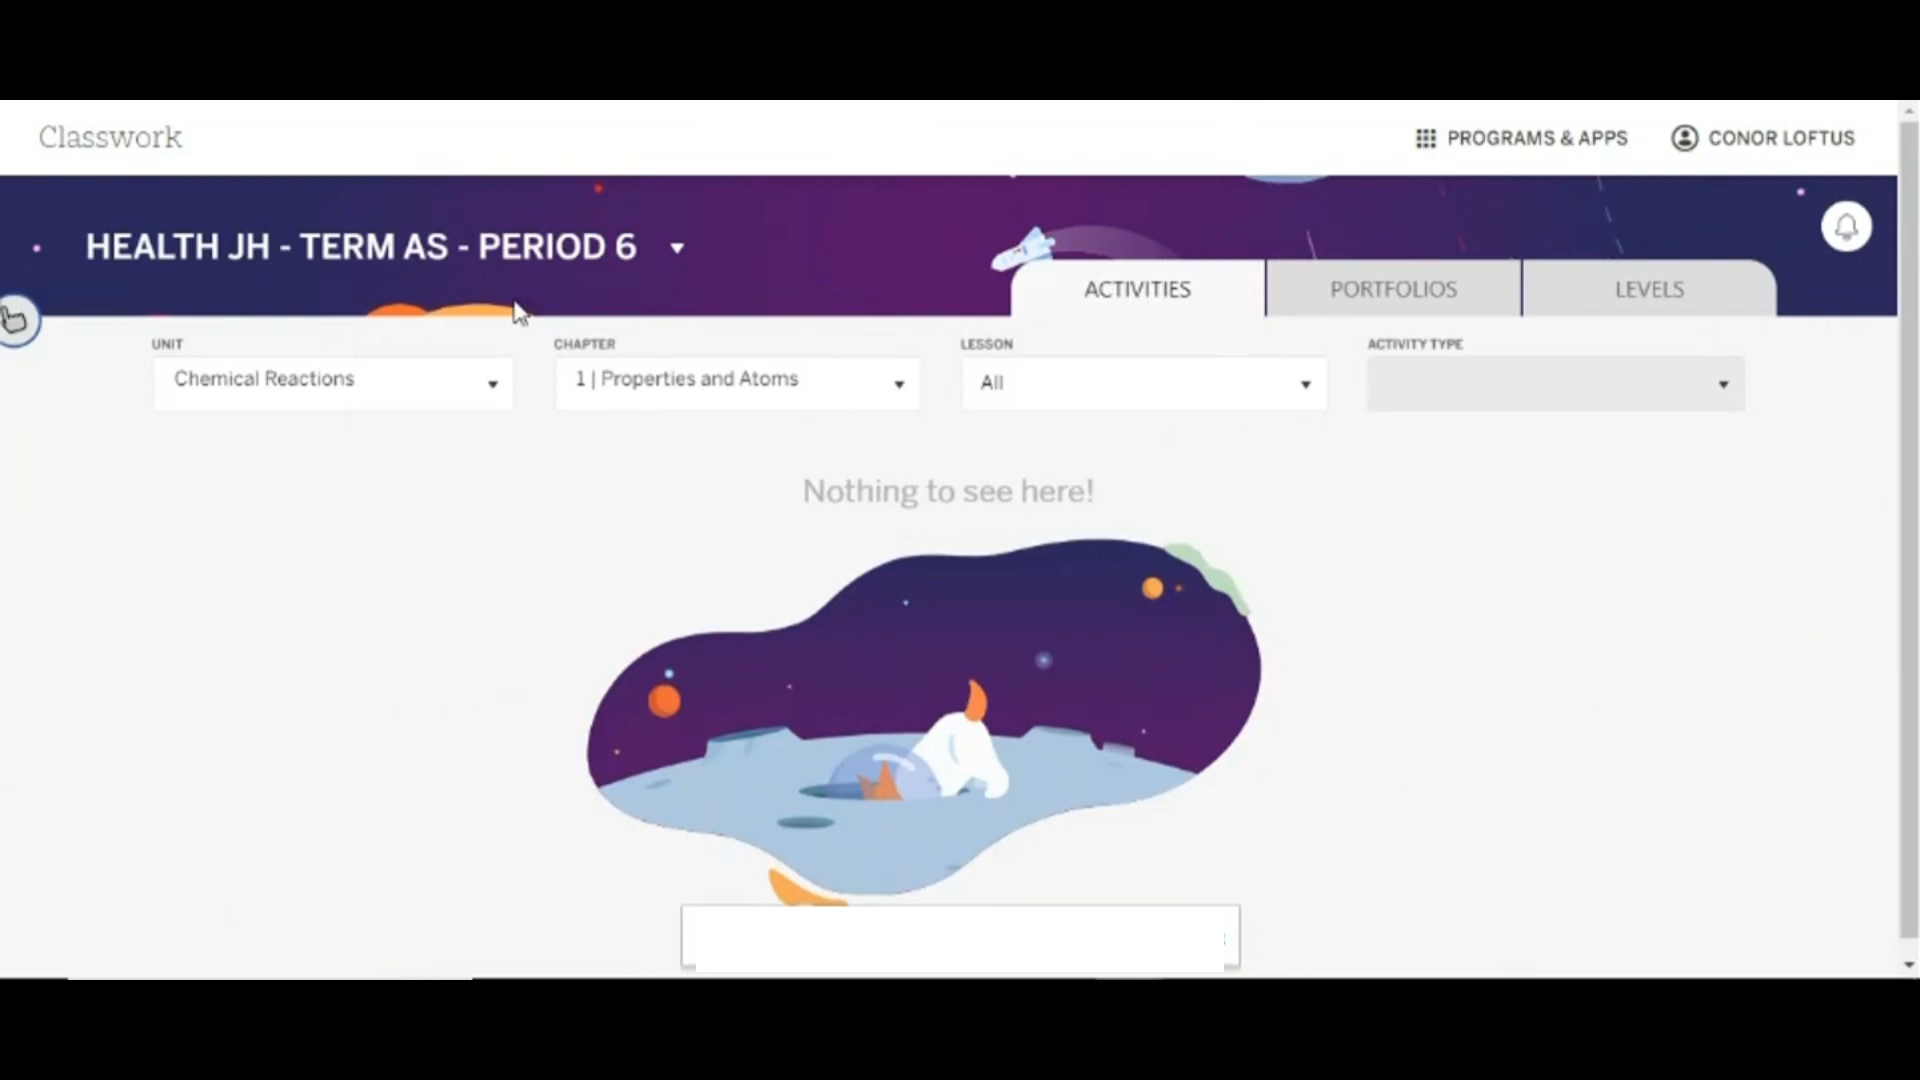 Classwork
PROGRAMS & APPS
CONOR LOFTUS
HEALTH JH - TERM AS - PERIOD 6
ACTIVITIES
PORTFOLIOS
LEVELS
UNIT
CHAPTER
LESSON
ACTIVITY TYPE
Chemical Reactions
1 | Properties and Atoms
All
Nothing to see here!